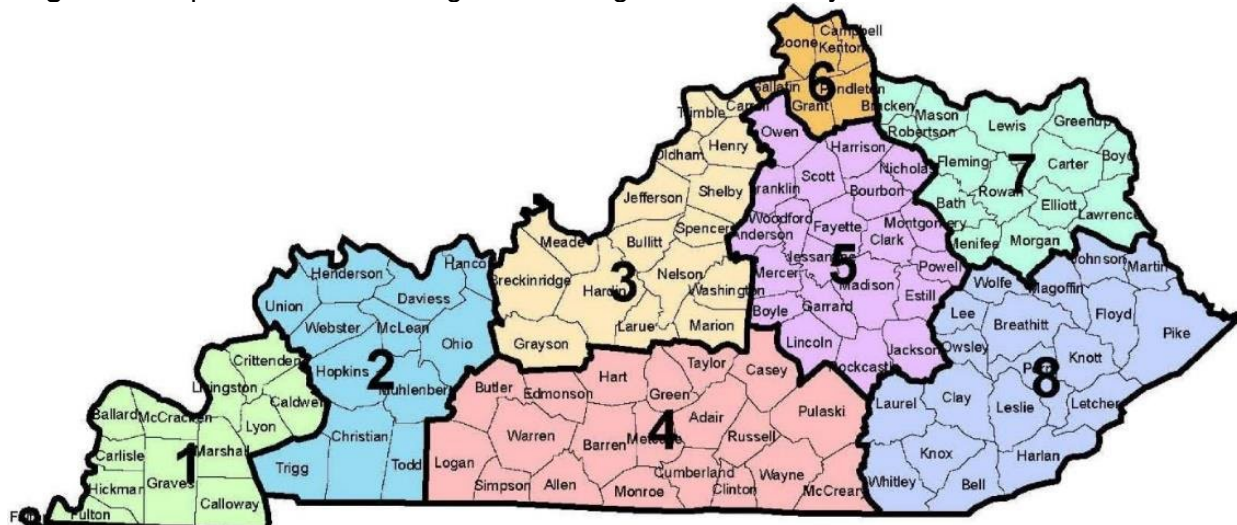 Boone
Campbell
Kenton
6
Gallatin
Pendleton
Grant
Bracken
Trimble
Carroll
Owen
Mason
Robertson
Lewis
Greenup
Henry
Harrison
Oldham
Nicholas
Fleming
7
Carter
Boyd
Scott
Shelby
Franklin
Bourbon
Rowan
Jefferson
Bath
Elliott
Woodford
Fayette
Montgomery
Lawrence
Spencer
Anderson
Clark
Meade
Bullitt
Menifee
Morgan
Hancock
Jessamine
5
Johnson
Martin
Henderson
Breckinridge
3
Nelson
Mercer
Powell
Wolfe
Magoffin
Hardin
Washington
Madison
Daviess
Union
Estill
Boyle
Garrard
Lee
Floyd
Webster
McLean
Larue
Marion
Breathitt
Pike
Ohio
Grayson
Lincoln
Jackson
Owsley
Knott
Crittenden
Taylor
Perry
Hopkins
2
Casey
Rockcastle
8
Livingston
Muhlenberg
Butler
Edmonson
Hart
Green
Caldwell
Laurel
Clay
Leslie
Letcher
Ballard
McCracken
Adair
Pulaski
Lyon
Christian
Warren
Barren
Metcalfe
4
Russell
Marshall
Carlisle
1
Knox
Harlan
Trigg
Todd
Logan
Cumberland
Wayne
Hickman
Graves
Simpson
Allen
Monroe
Clinton
McCreary
Whitley
Bell
Calloway
Fulton
Fulton